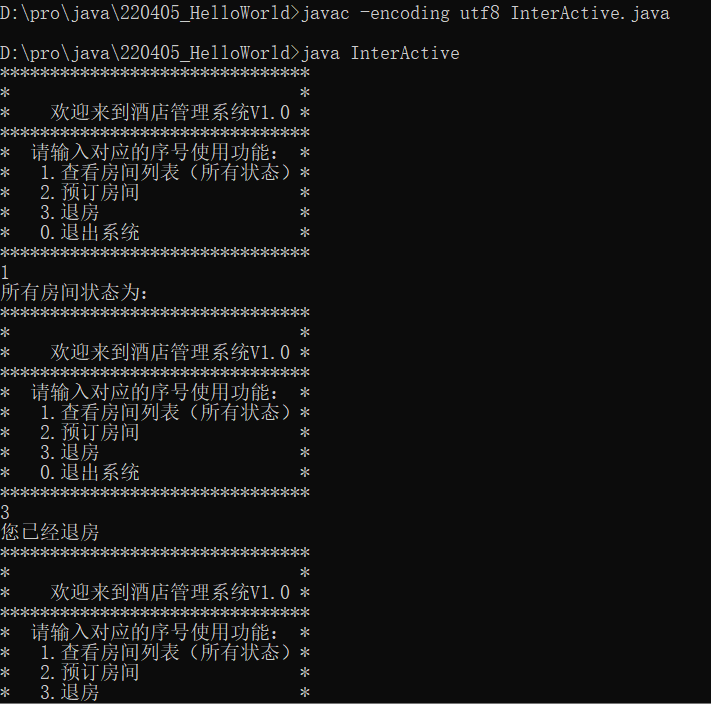 D:\pro\java\220405_HelloWorld>javac -encoding utf8 InterActive.java
D:\pro\java\220405_HelloWorld>java InterActive
*******************************
*                             *
*    欢迎来到酒店管理系统V1.0 *
*******************************
*  请输入对应的序号使用功能： *
*   1.查看房间列表（所有状态）*
*   2.预订房间                *
*   3.退房                    *
*   0.退出系统                *
*******************************
1
所有房间状态为：
*******************************
*                             *
*    欢迎来到酒店管理系统V1.0 *
*******************************
*  请输入对应的序号使用功能： *
*   1.查看房间列表（所有状态）*
*   2.预订房间                *
*   3.退房                    *
*   0.退出系统                *
*******************************
3
您已经退房
*******************************
*                             *
*    欢迎来到酒店管理系统V1.0 *
*******************************
*  请输入对应的序号使用功能： *
*   1.查看房间列表（所有状态）*
*   2.预订房间                *
*   3.退房                    *